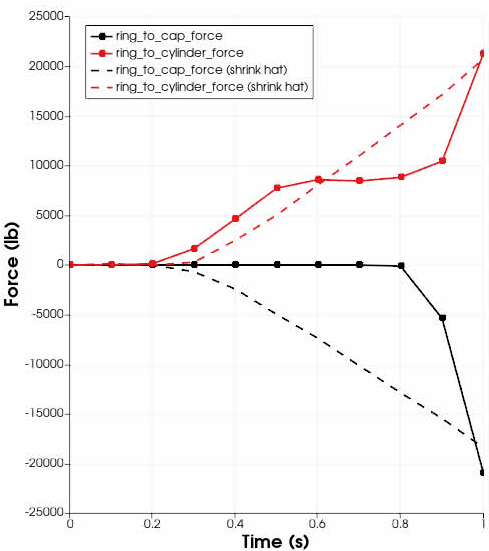 25000
20000
15000
10000
5000
0
-5000
-10000
-15000
-20000
-25000
Force (lb)
ring_to_cap_force
ring_to_cylinder_force
ring_to_cap_force (shrink hat)
ring_to_cylinder_force (shrink hat)
0 0.2 0.4 0.6 0.8 1
Time (s)